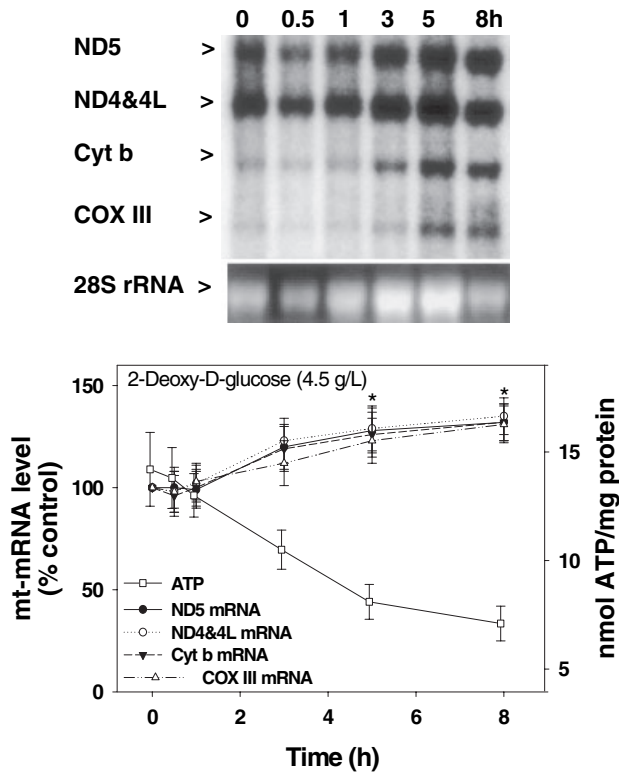 0 0.5 1 3 5 8h
ND5 >
ND4&4L >
Cyt b >
COX III >
28S rRNA >
2-Deoxy-D-glucose (4.5 g/L)
150
100
50
0
mt-mRNA level
(% control)
* *
ATP
ND5 mRNA
ND4&4L mRNA
Cyt b mRNA
COX III mRNA
15
10
5
nmol ATP/mg protein
0 2 4 6 8
Time (h)